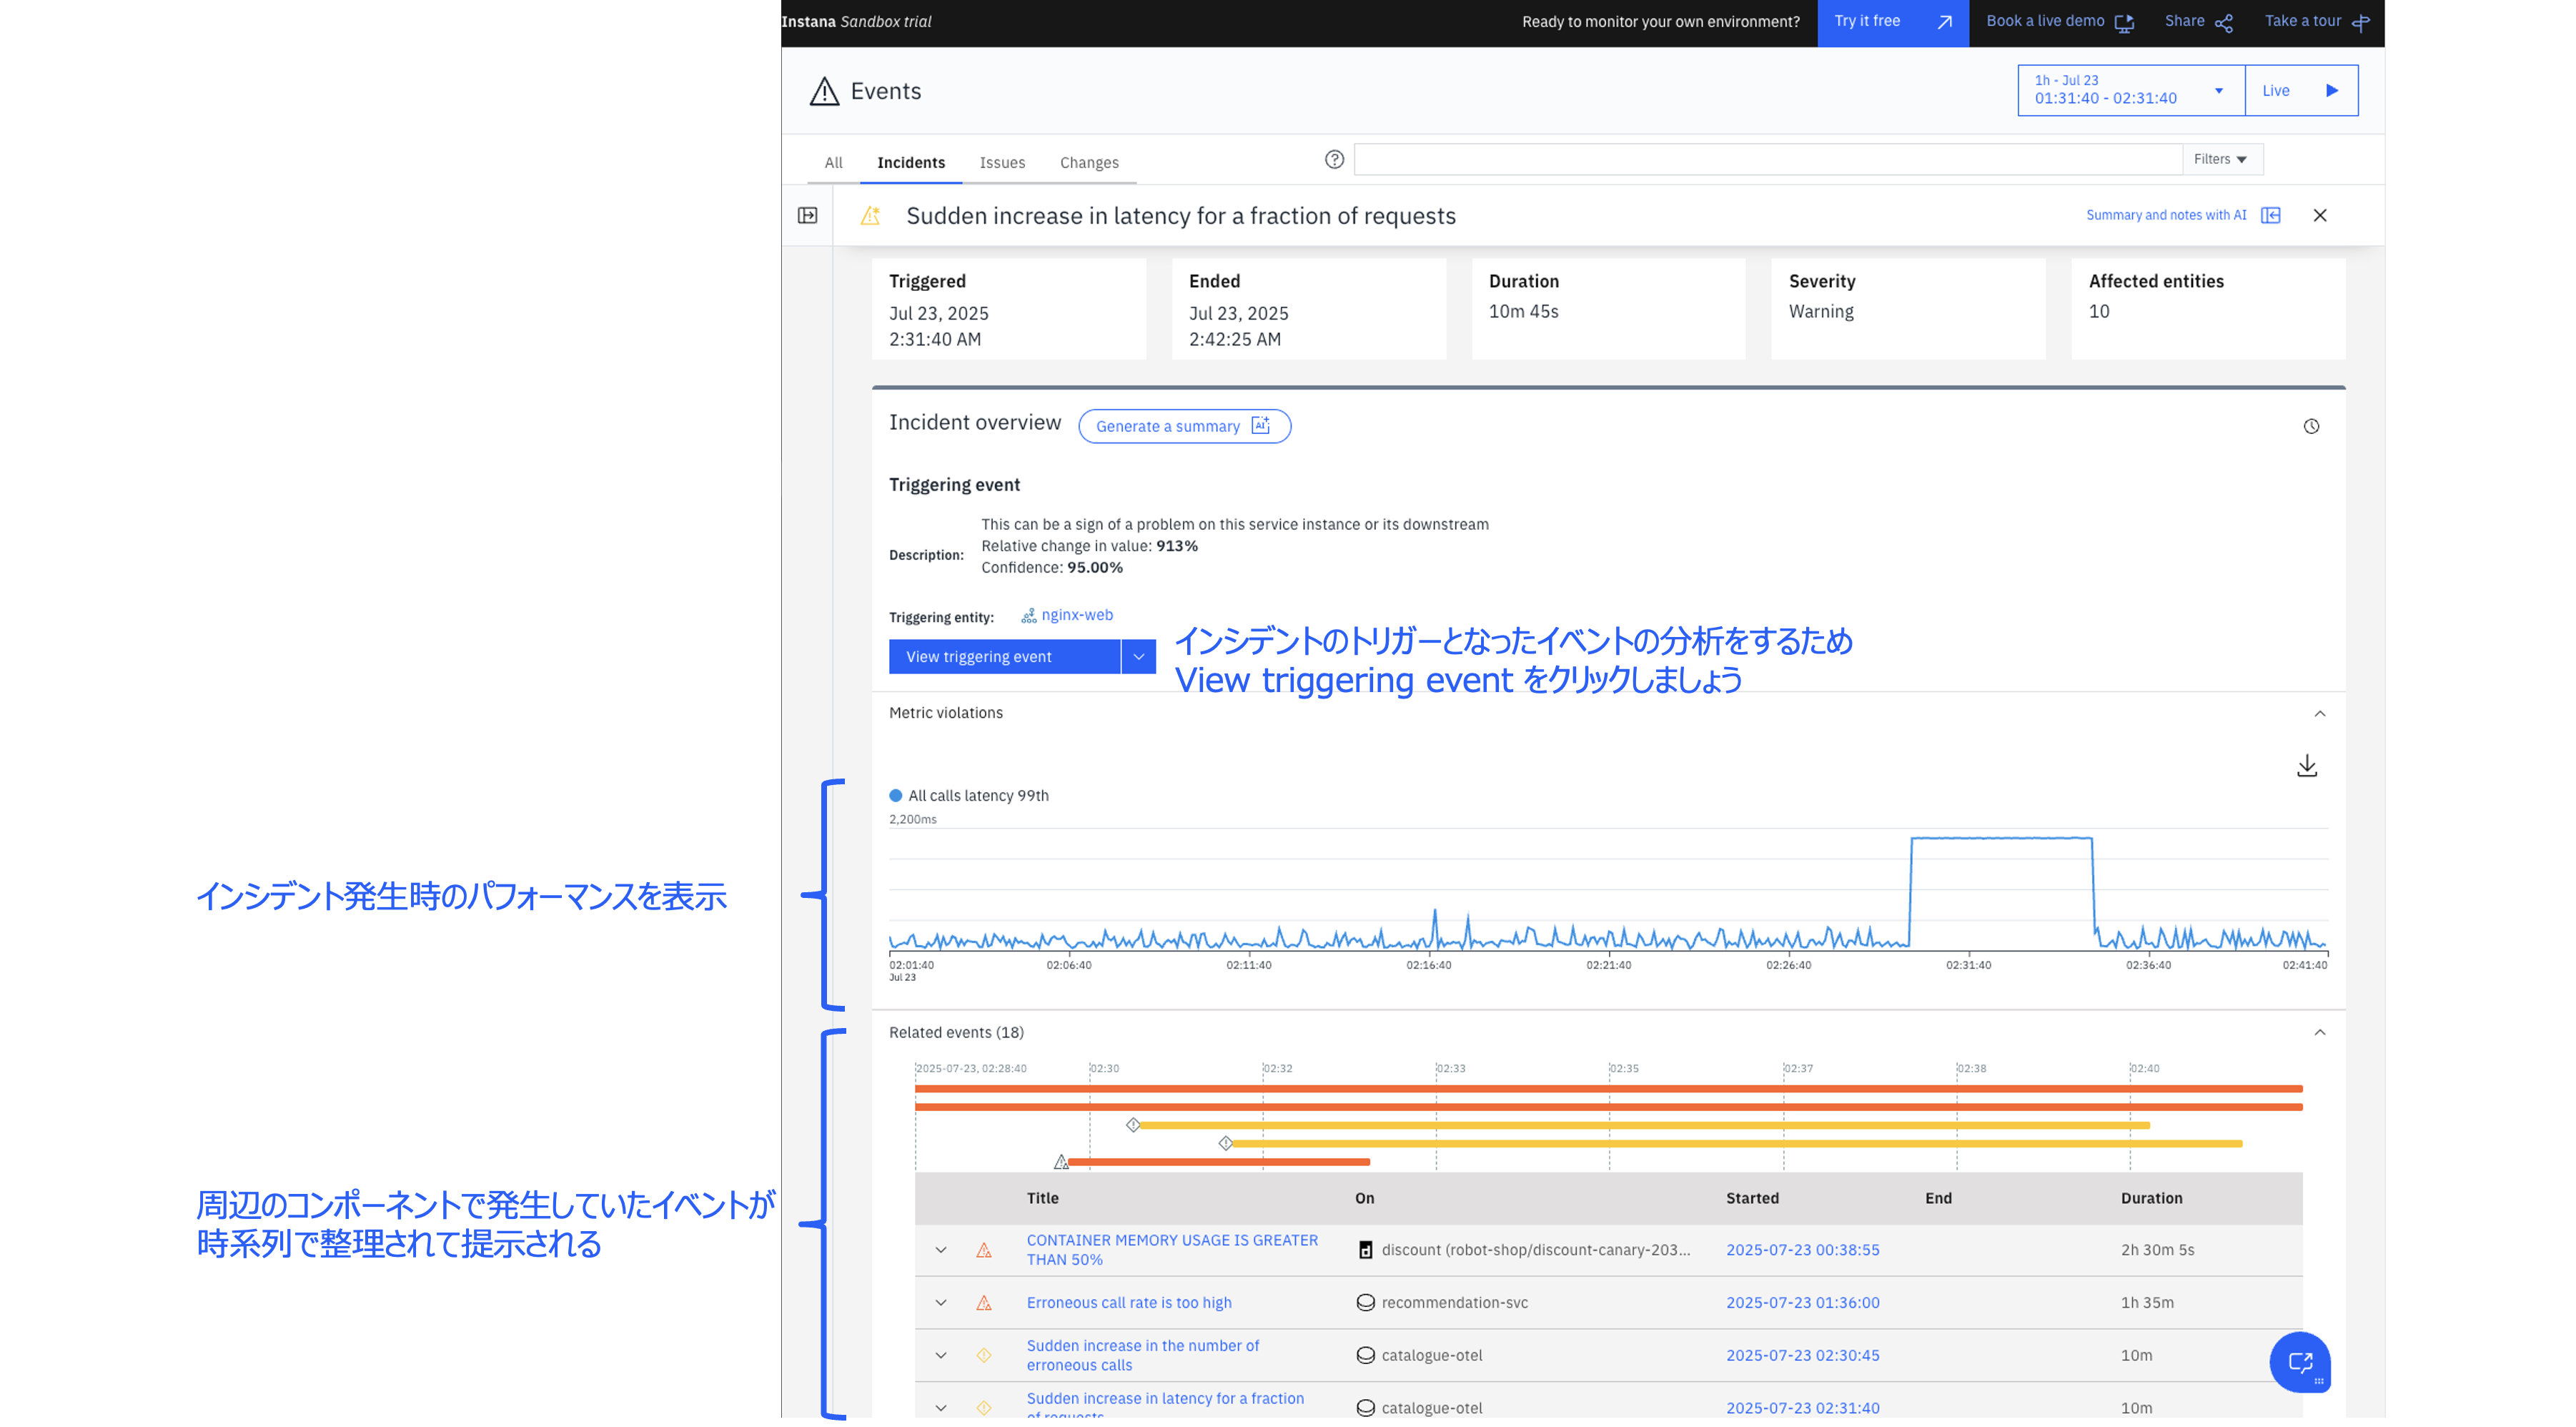 Instana Sandbox trial
Ready to monitor your own environment?
Try it free
Book a live demo
Share
Take a tour
Events
1h - Jul 23
01:31:40 - 02:31:40
Live
All
Incidents
Issues
Changes
Filters
Sudden increase in latency for a fraction of requests
Summary and notes with AI
Triggered
Jul 23, 2025
2:31:40 AM
Ended
Jul 23, 2025
2:42:25 AM
Duration
10m 45s
Severity
Warning
Affected entities
10
Incident overview
Generate a summary
AI
Triggering event
Description:
This can be a sign of a problem on this service instance or its downstream
Relative change in value: 913%
Confidence: 95.00%
Triggering entity:
nginx-web
View triggering event
インシデントのトリガーとなったイベントの分析をするため
View triggering event をクリックしましょう
Metric violations
All calls latency 99th
2,200ms
インシデント発生時のパフォーマンスを表示
02:01:40
Jul 23
02:06:40
02:11:40
02:16:40
02:21:40
02:26:40
02:31:40
02:36:40
02:41:40
Related events (18)
2025-07-23, 02:28:40
02:30
02:32
02:33
02:35
02:37
02:38
02:40
周辺のコンポーネントで発生していたイベントが
時系列で整理されて提示される
Title
On
Started
End
Duration
CONTAINER MEMORY USAGE IS GREATER
THAN 50%
discount (robot-shop/discount-canary-203...
2025-07-23 00:38:55
2h 30m 5s
Erroneous call rate is too high
recommendation-svc
2025-07-23 01:36:00
1h 35m
Sudden increase in the number of
erroneous calls
catalogue-otel
2025-07-23 02:30:45
10m
Sudden increase in latency for a fraction
of requests
catalogue-otel
2025-07-23 02:31:40
10m